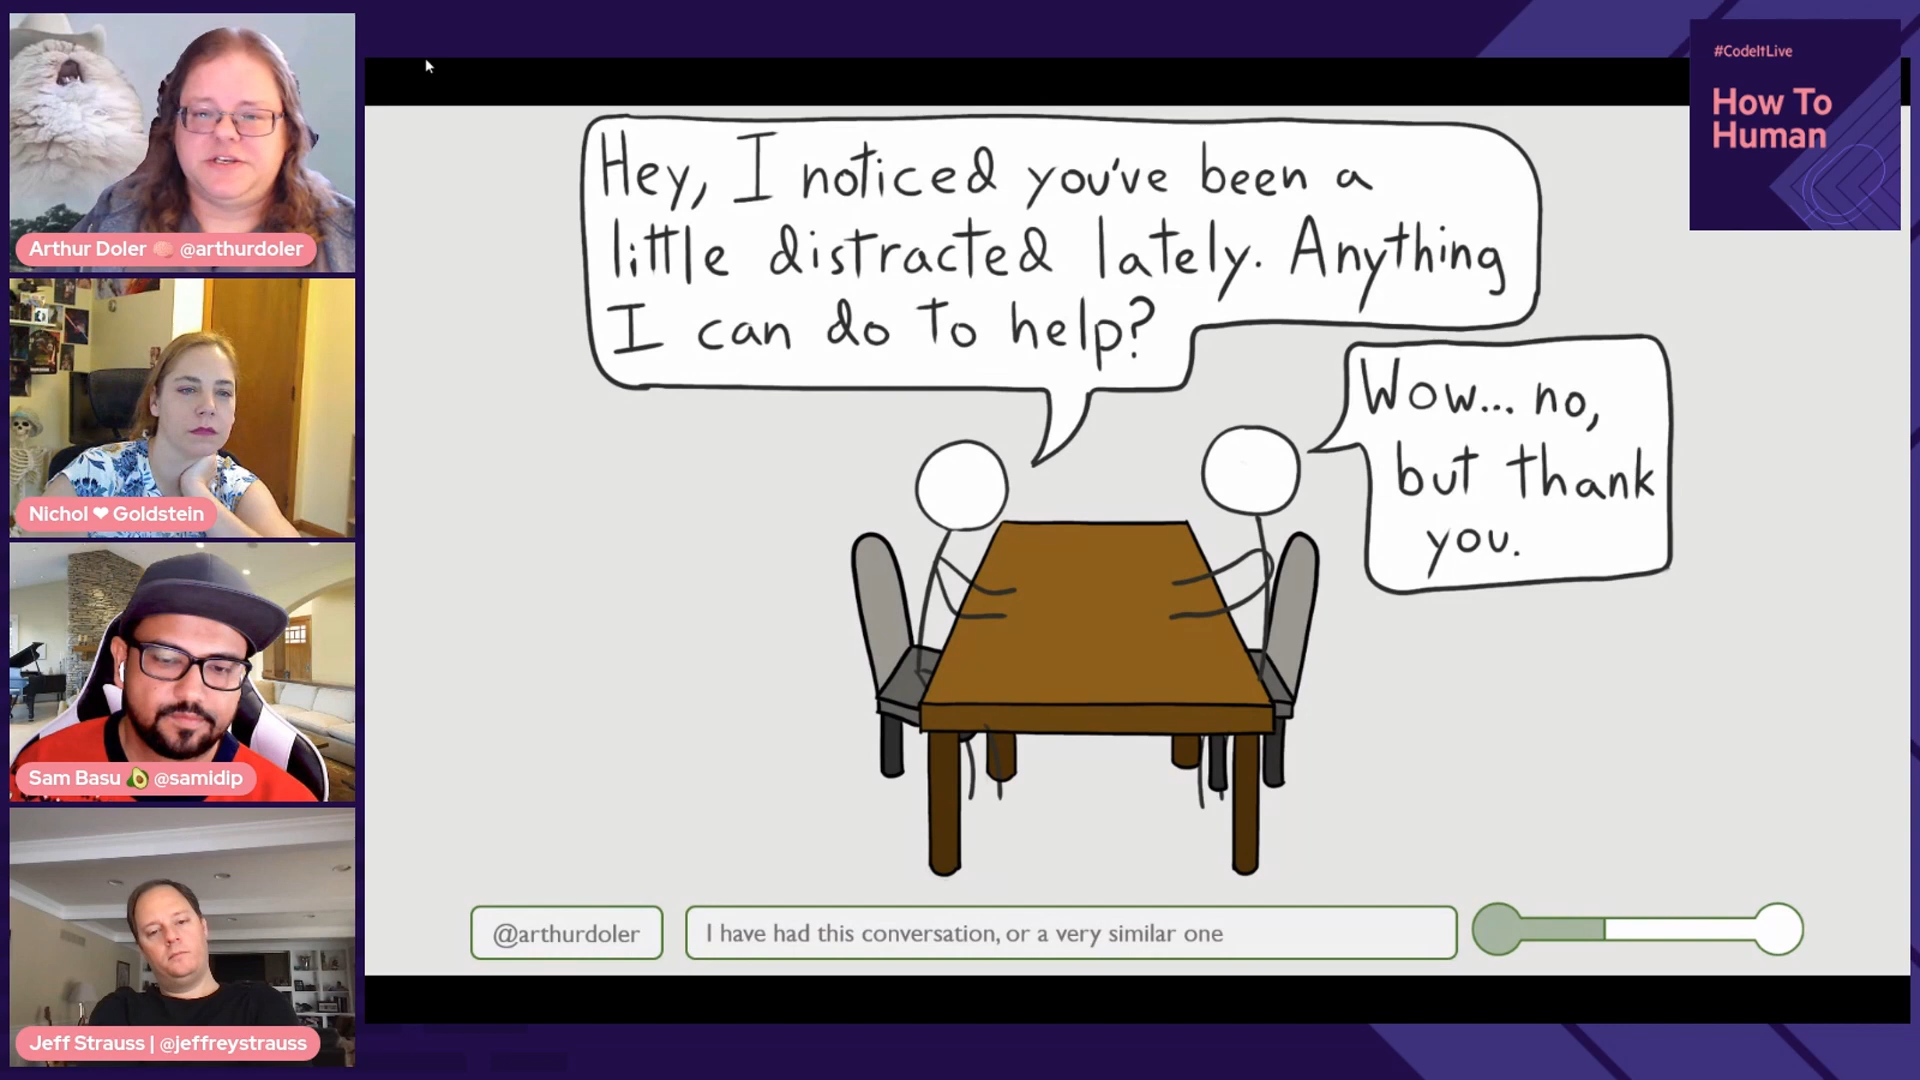 #CodeItLive
How To
Human
Hey, I noticed you've been a
little distracted lately. Anything
I can do to help?
Wow... no,
but thank
you.
Arthur Doler 🧠 @arthurdoler
Nichol ❤ Goldstein
Sam Basu 🥑 @samidip
Jeff Strauss | @jeffreystrauss
@arthurdoler
I have had this conversation, or a very similar one